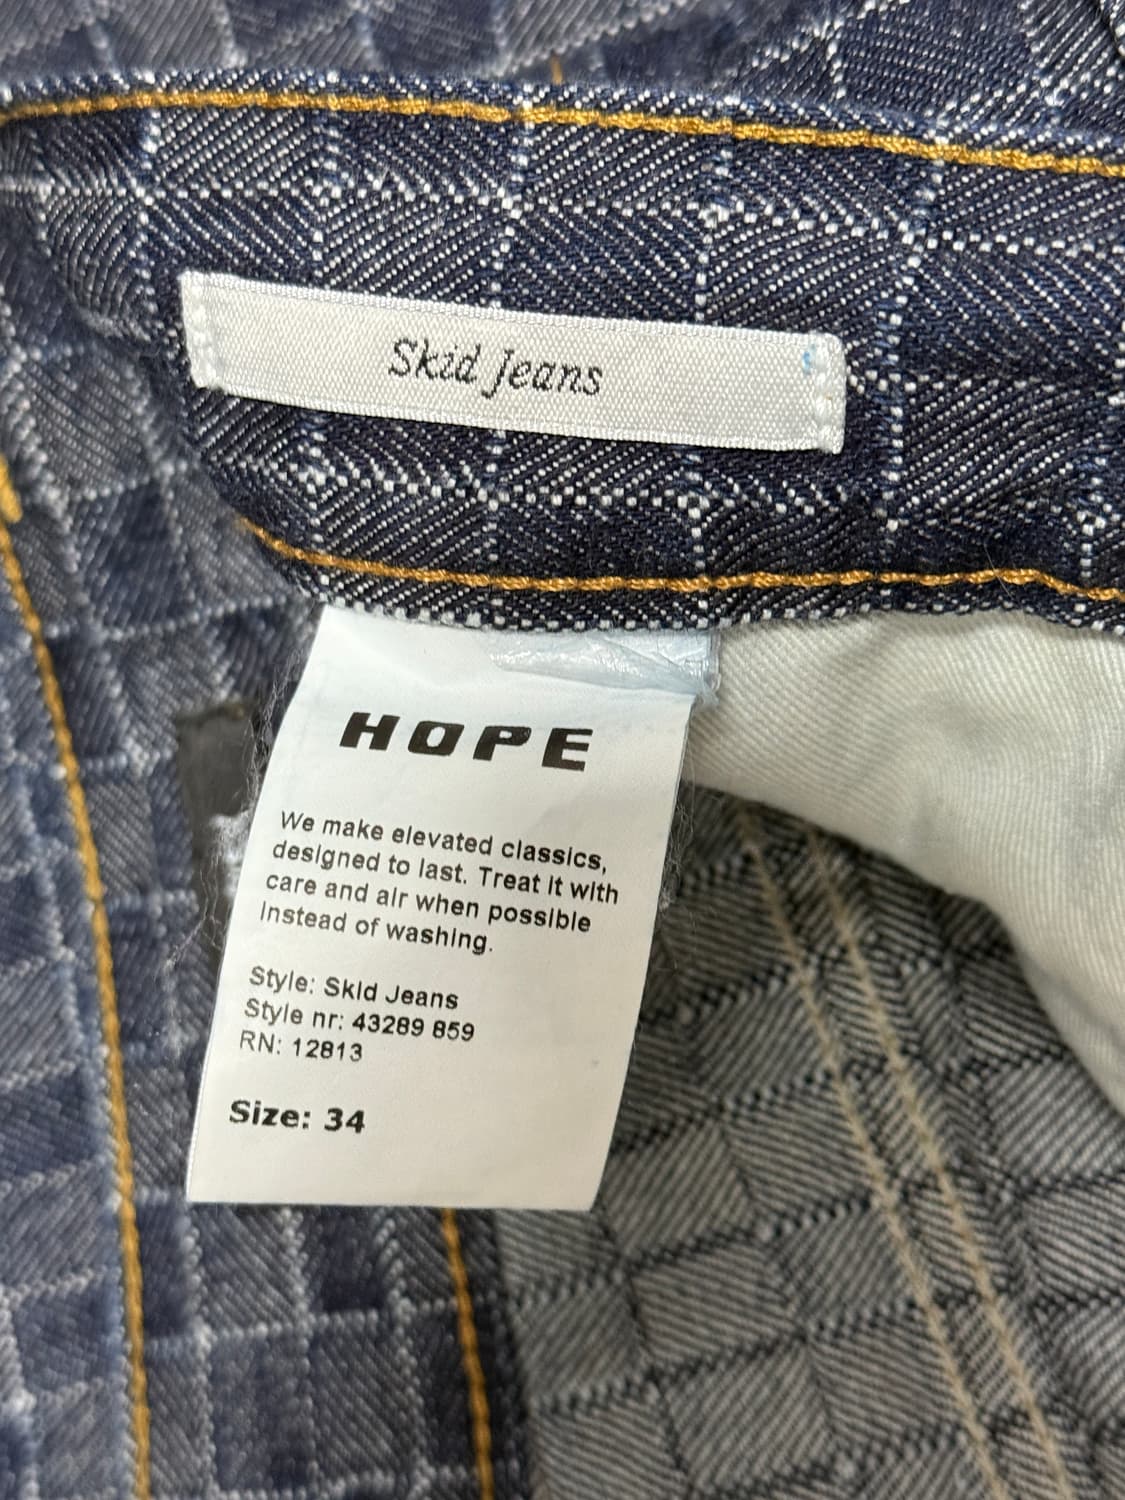 Skid Jeans
HOPE
We make elevated classics,
designed to last. Treat it with
care and air when possible
instead of washing.
Style: Skid Jeans
Style nr: 43289 859
RN: 12813
Size: 34